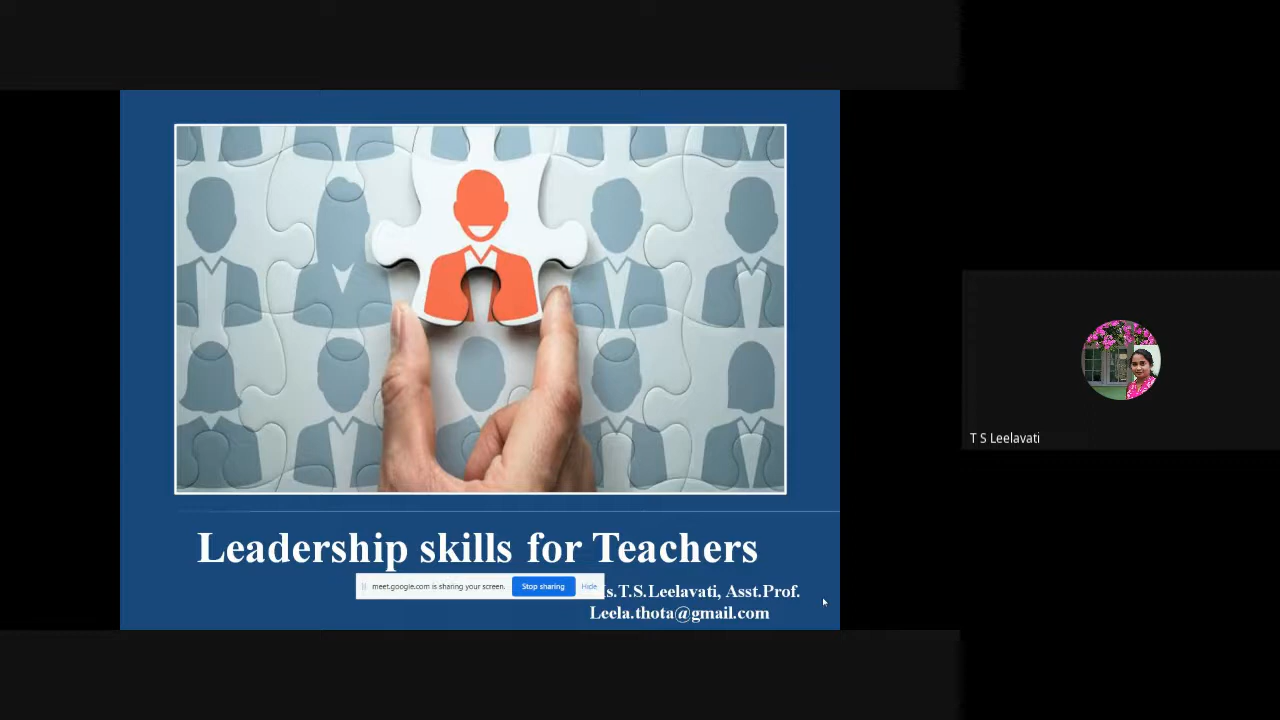 Leadership skills for Teachers
meet.google.com is sharing your screen. Stop sharing Hide
s.T.S.Leelavati, Asst.Prof.
Leela.thota@gmail.com
T S Leelavati